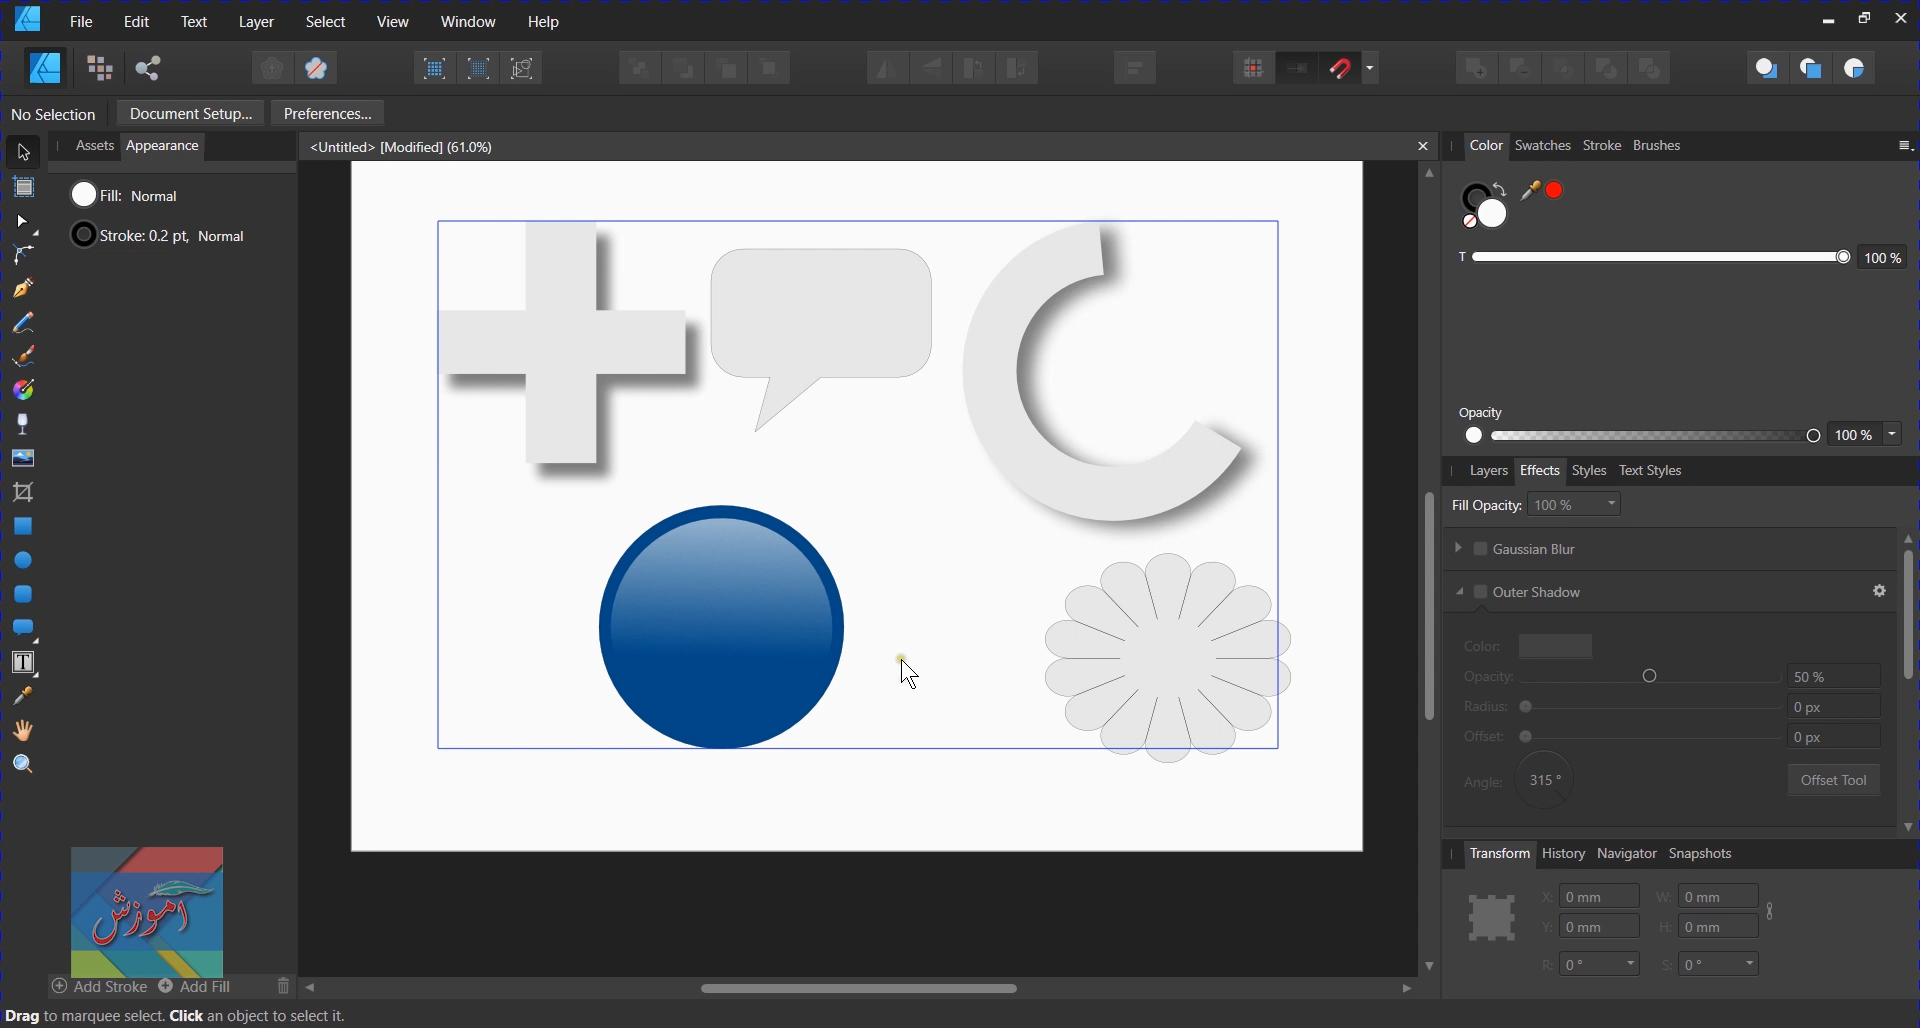 File Edit Text Layer Select View Window Help
No Selection Document Setup... Preferences...
Assets Appearance
<Untitled> [Modified] (61.0%)
Color Swatches Stroke Brushes
Fill: Normal
Stroke: 0.2 pt, Normal
T 100 %
Opacity
100 %
Layers Effects Styles Text Styles
Fill Opacity: 100 %
Gaussian Blur
Outer Shadow
Color:
Opacity: 50 %
Radius: 0 px
Offset: 0 px
Angle: 315 ° Offset Tool
Transform History Navigator Snapshots
X: 0 mm W: 0 mm
Y: 0 mm H: 0 mm
R: 0 ° S: 0 °
آموزش
Add Stroke Add Fill
Drag to marquee select. Click an object to select it.